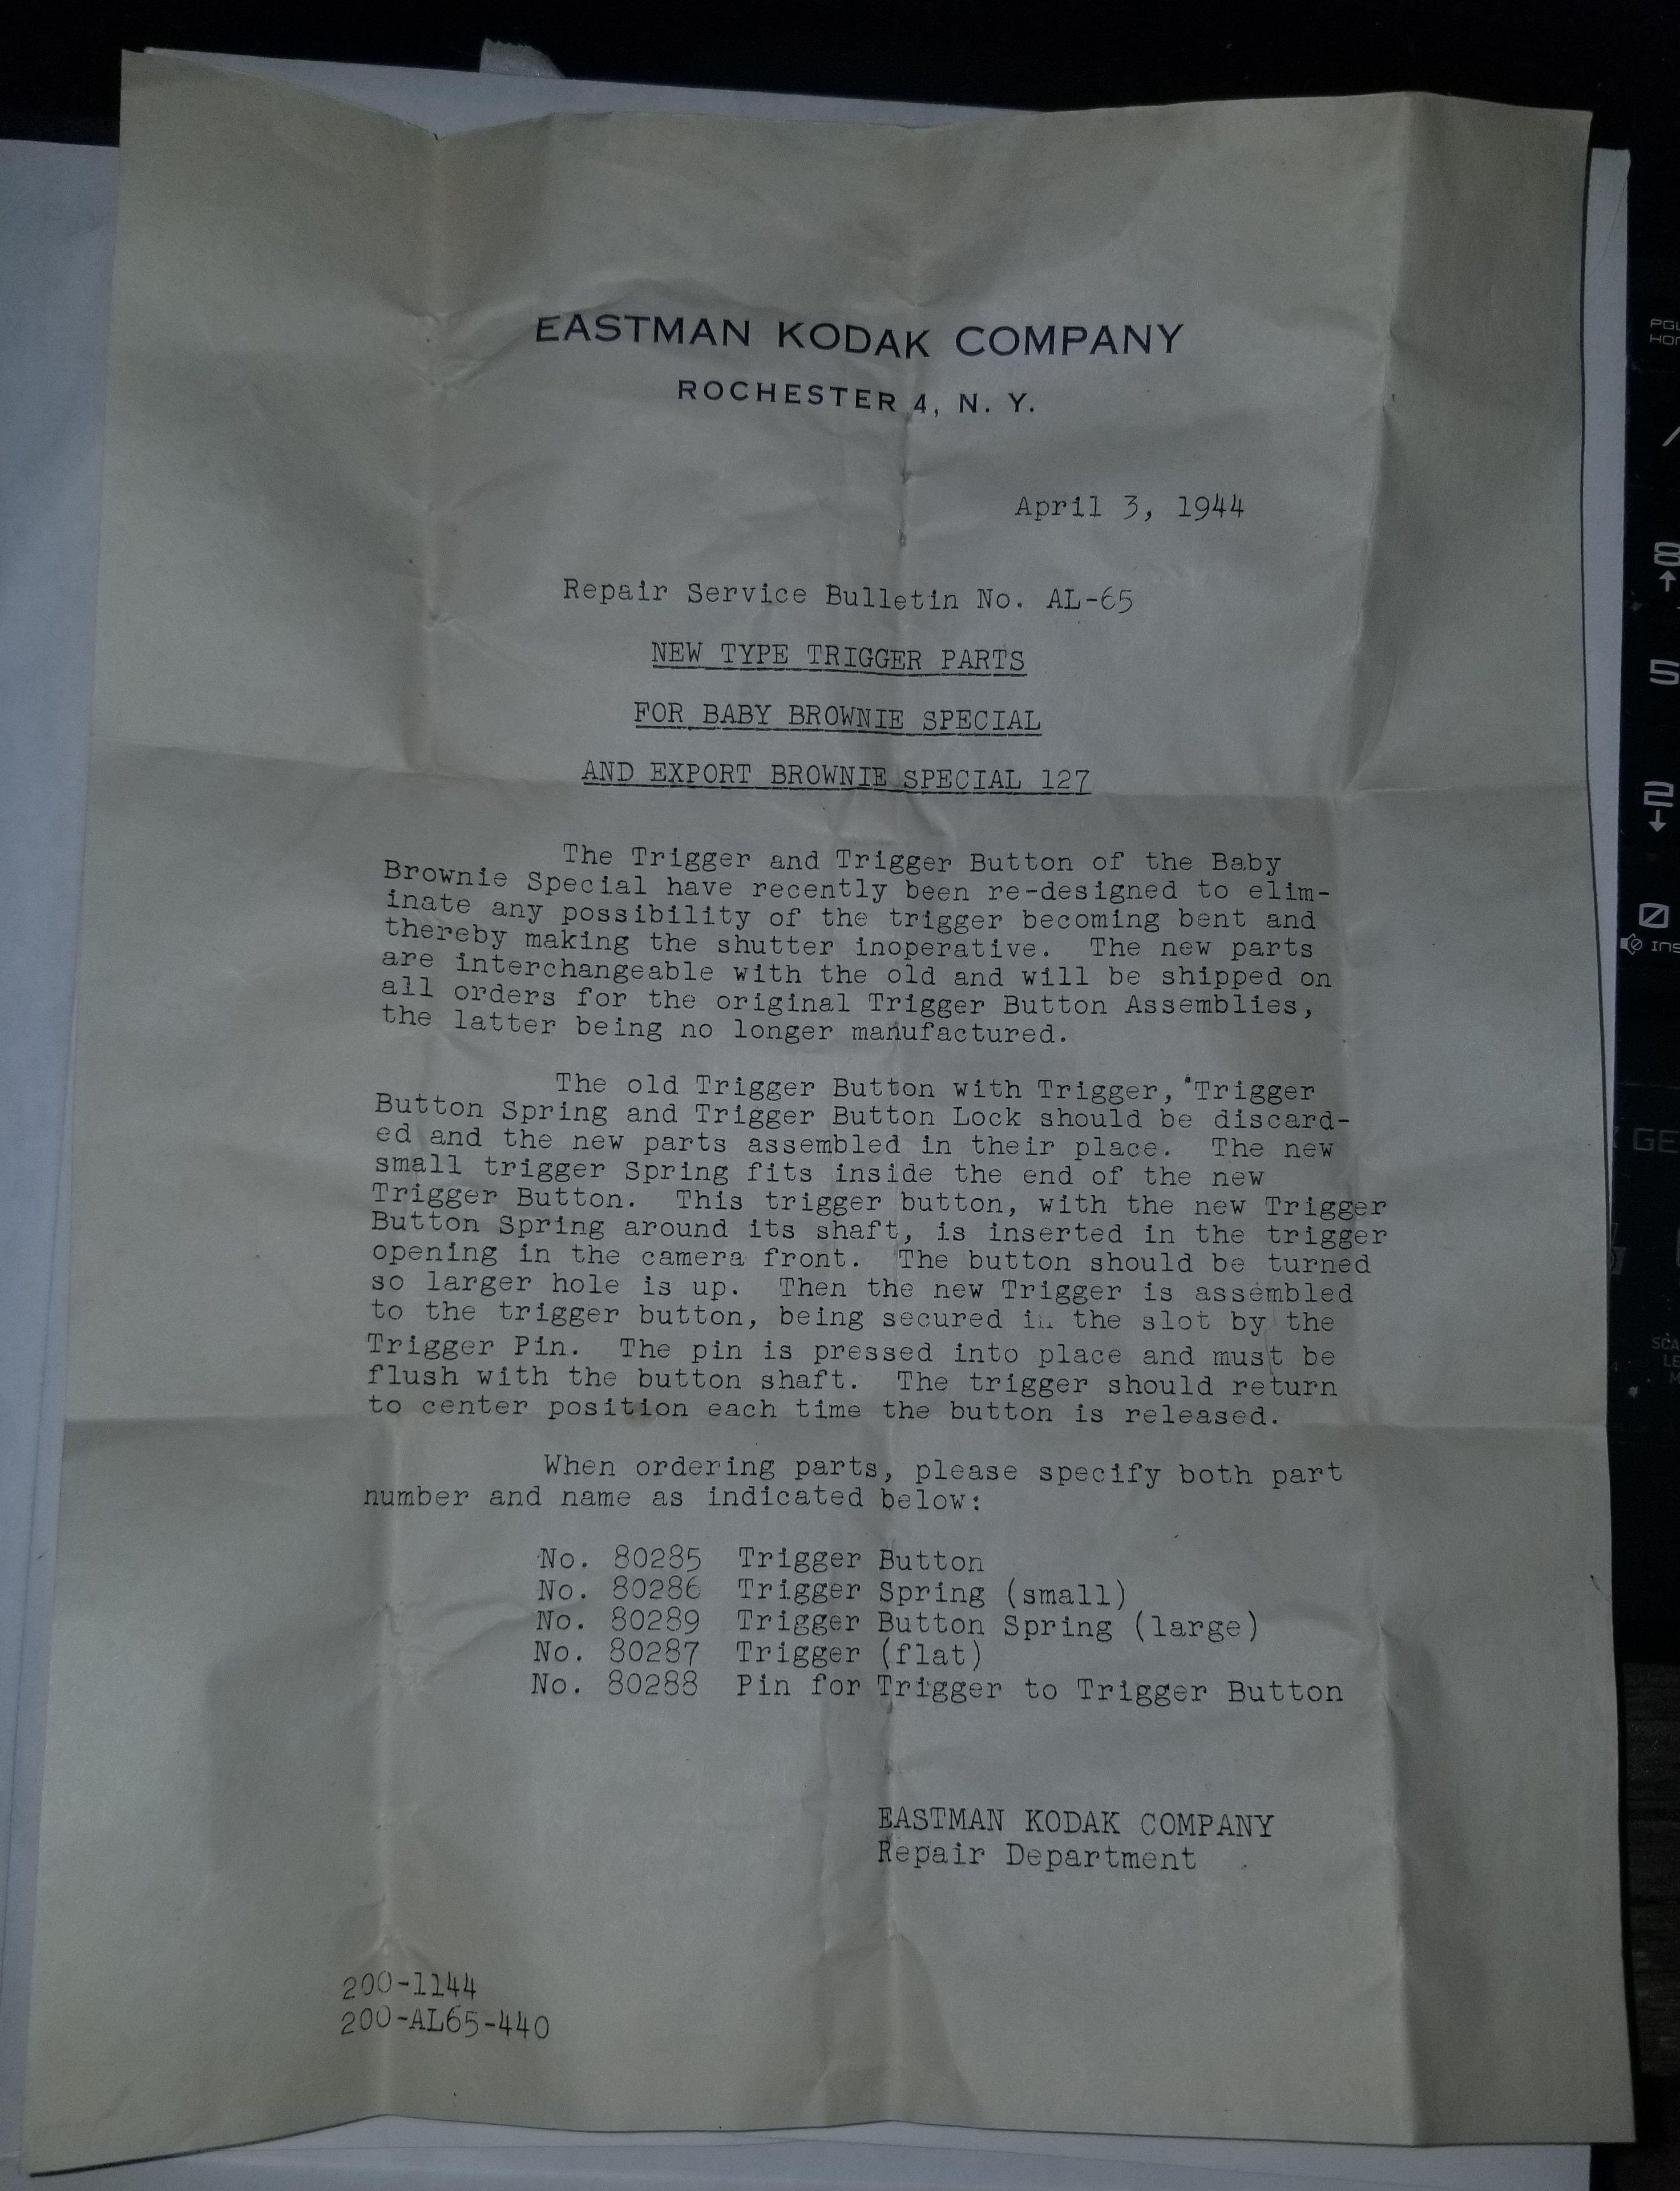 EASTMAN KODAK COMPANY
ROCHESTER 4, N. Y.
April 3, 1944
Repair Service Bulletin No. AL-65
NEW TYPE TRIGGER PARTS
FOR BABY BROWNIE SPECIAL
AND EXPORT BROWNIE SPECIAL 127
The Trigger and Trigger Button of the Baby
Brownie Special have recently been re-designed to elim-
inate any possibility of the trigger becoming bent and
thereby making the shutter inoperative. The new parts
are interchangeable with the old and will be shipped on
all orders for the original Trigger Button Assemblies,
the latter being no longer manufactured.
The old Trigger Button with Trigger, Trigger
Button Spring and Trigger Button Lock should be discard-
ed and the new parts assembled in their place. The new
small trigger Spring fits inside the end of the new
Trigger Button. This trigger button, with the new Trigger
Button Spring around its shaft, is inserted in the trigger
opening in the camera front. The button should be turned
so larger hole is up. Then the new Trigger is assembled
to the trigger button, being secured in the slot by the
Trigger Pin. The pin is pressed into place and must be
flush with the button shaft. The trigger should return
to center position each time the button is released.
When ordering parts, please specify both part
number and name as indicated below:
No. 80285 Trigger Button
No. 80286 Trigger Spring (small)
No. 80289 Trigger Button Spring (large)
No. 80287 Trigger (flat)
No. 80288 Pin for Trigger to Trigger Button
EASTMAN KODAK COMPANY
Repair Department
200-1144
200-AL65-440
8
5
2
0
Ins
GE